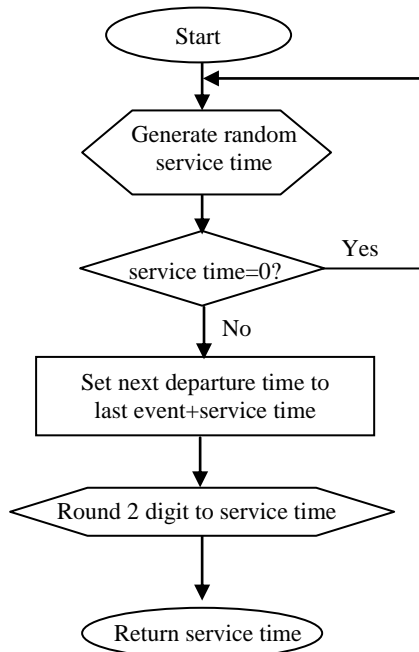 Start
Generate random
service time
service time=0?
Yes
No
Set next departure time to
last event+service time
Round 2 digit to service time
Return service time